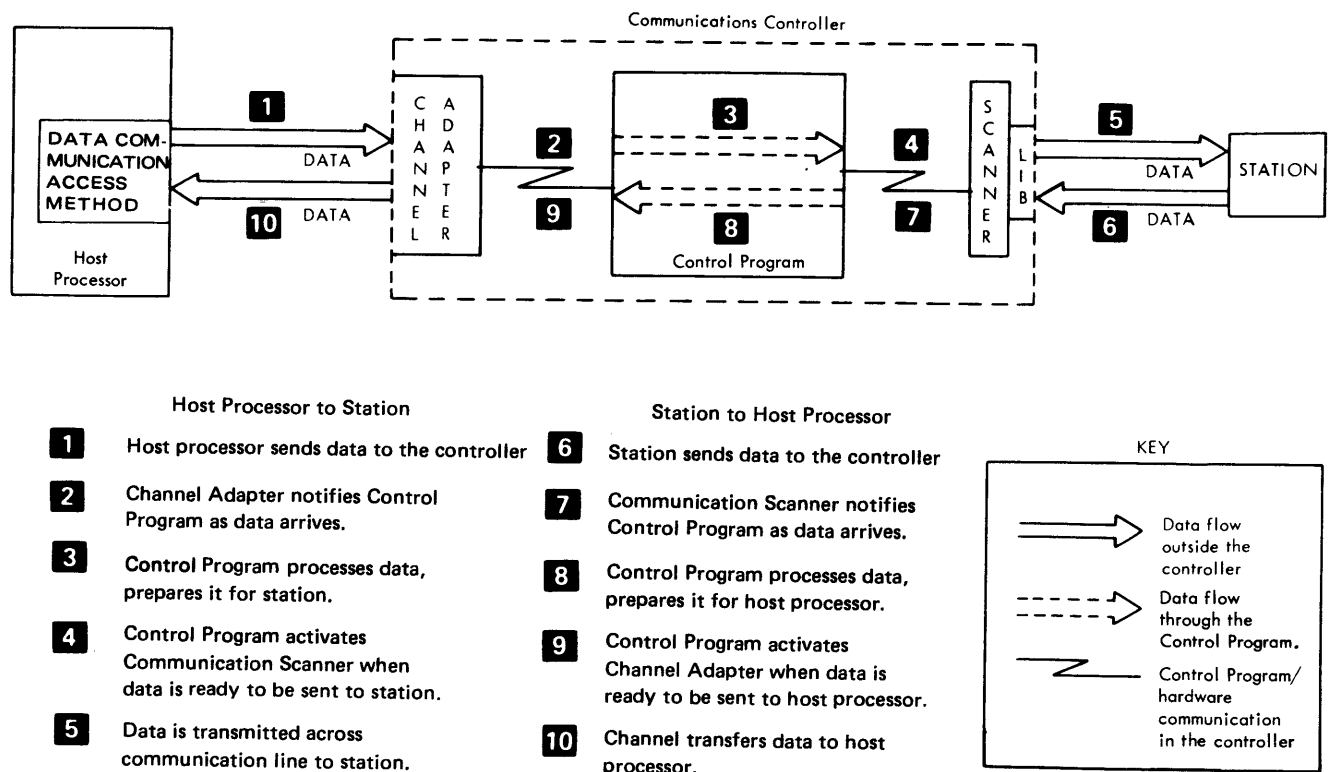 Communications Controller
1
DATA
DATA COM-
MUNICATION
ACCESS
METHOD
10
DATA
Host
Processor
CHANNEL
ADAPTER
2
9
3
8
Control Program
4
7
SCANNER
LIB
5
DATA
6
DATA
STATION
Host Processor to Station
1 Host processor sends data to the controller
2 Channel Adapter notifies Control
Program as data arrives.
3 Control Program processes data,
prepares it for station.
4 Control Program activates
Communication Scanner when
data is ready to be sent to station.
5 Data is transmitted across
communication line to station.
Station to Host Processor
6 Station sends data to the controller
7 Communication Scanner notifies
Control Program as data arrives.
8 Control Program processes data,
prepares it for host processor.
9 Control Program activates
Channel Adapter when data is
ready to be sent to host processor.
10 Channel transfers data to host
processor.
KEY
Data flow
outside the
controller
Data flow
through the
Control Program.
Control Program/
hardware
communication
in the controller